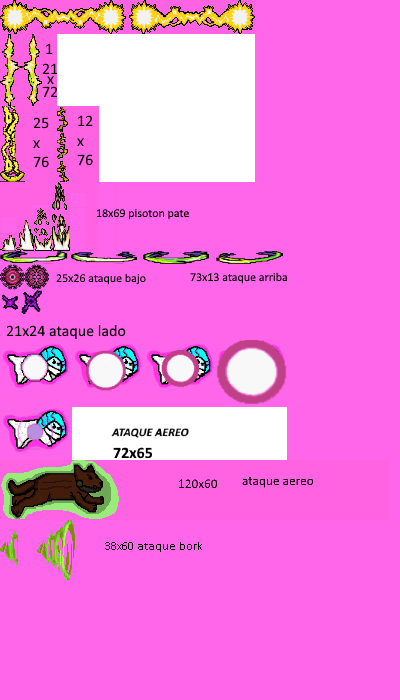 1
21
x
72
25
x
76
12
x
76
18x69 pisoton pate
25x26 ataque bajo
73x13 ataque arriba
21x24 ataque lado
ATAQUE AEREO
72x65
120x60
ataque aereo
38x60 ataque bork